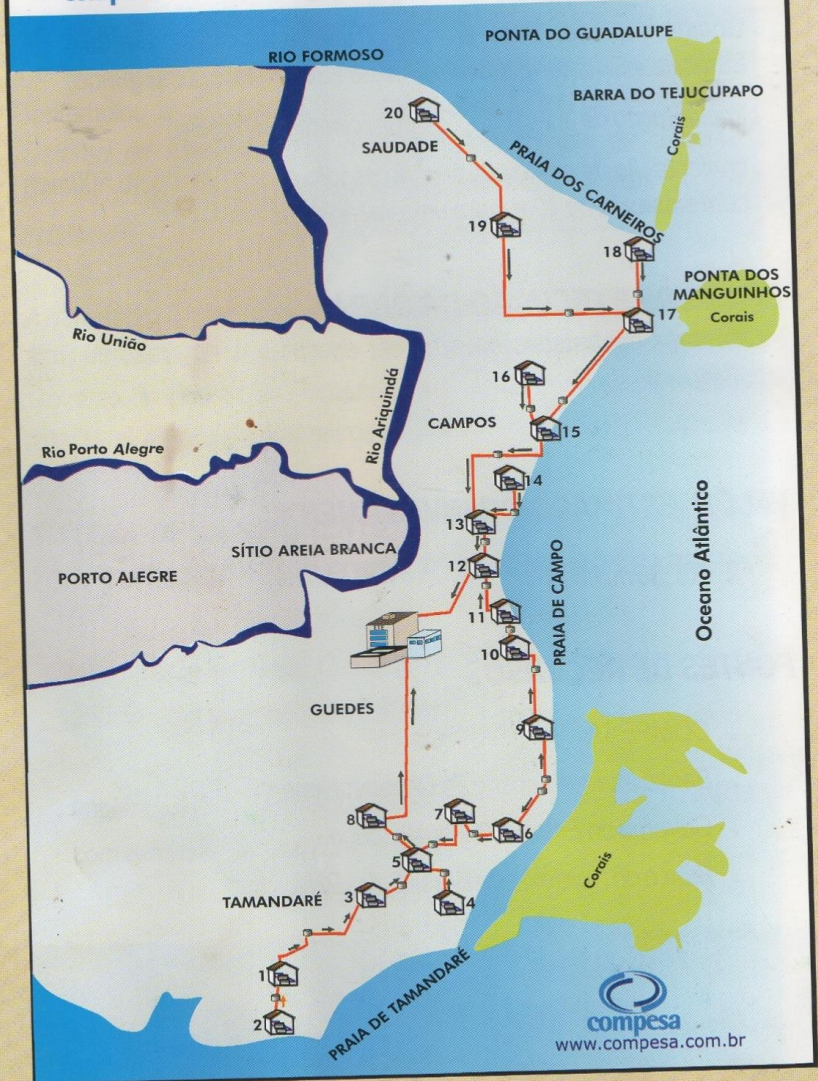 PONTA DO GUADALUPE
RIO FORMOSO
BARRA DO TEJUCUPAPO
20
Corais
SAUDADE
PRAIA DOS CARNEIROS
19
18
PONTA DOS
MANGUINHOS
Corais
17
Rio União
16
Rio Ariquindá
CAMPOS
15
Rio Porto Alegre
14
13
Oceano Atlântico
SÍTIO AREIA BRANCA
12
PORTO ALEGRE
PRAIA DE CAMPO
11
10
GUEDES
9
8
7
6
5
Corais
TAMANDARÉ
3
4
1
PRAIA DE TAMANDARÉ
2
compesa
www.compesa.com.br